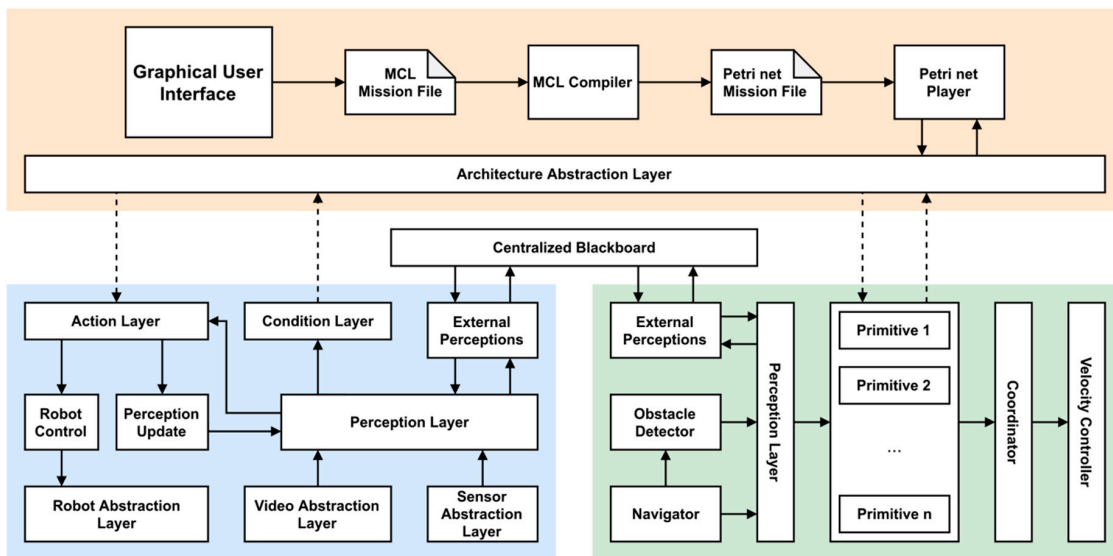 Graphical User
Interface
MCL
Mission File
MCL Compiler
Petri net
Mission File
Petri net
Player
Architecture Abstraction Layer
Centralized Blackboard
Action Layer
Condition Layer
External
Perceptions
Robot
Control
Perception
Update
Perception Layer
Robot Abstraction
Layer
Video Abstraction
Layer
Sensor
Abstraction
Layer
External
Perceptions
Obstacle
Detector
Navigator
Perception Layer
Primitive 1
Primitive 2
...
Primitive n
Coordinator
Velocity Controller